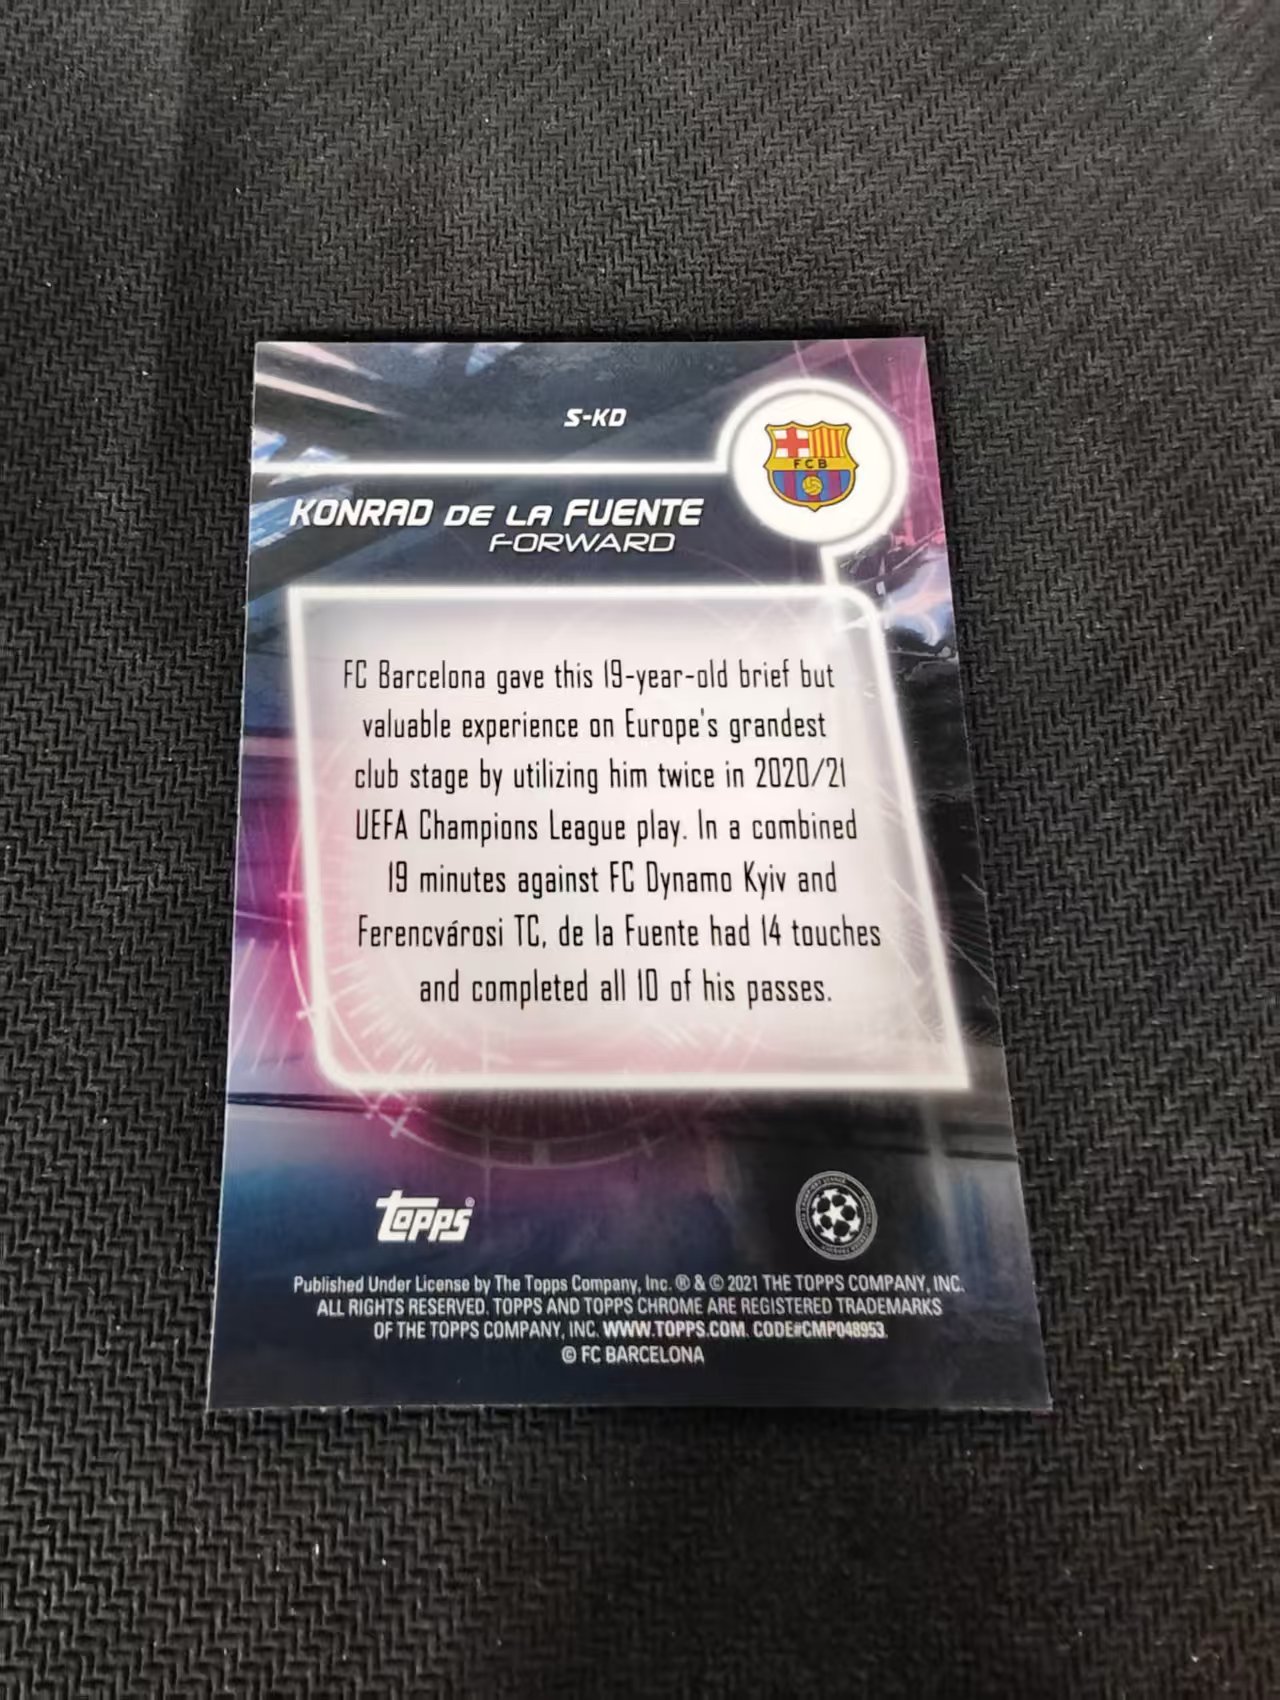 S-KD
FCB
KONRAD DE LA FUENTE
FORWARD
FC Barcelona gave this 19-year-old brief but
valuable experience on Europe's grandest
club stage by utilizing him twice in 2020/21
UEFA Champions League play. In a combined
19 minutes against FC Dynamo Kyiv and
Ferencvárosi TC, de la Fuente had 14 touches
and completed all 10 of his passes.
topps®
Published Under License by The Topps Company, Inc. ® & © 2021 THE TOPPS COMPANY, INC.
ALL RIGHTS RESERVED. TOPPS AND TOPPS CHROME ARE REGISTERED TRADEMARKS
OF THE TOPPS COMPANY, INC. WWW.TOPPS.COM. CODE#CMP048953
© FC BARCELONA